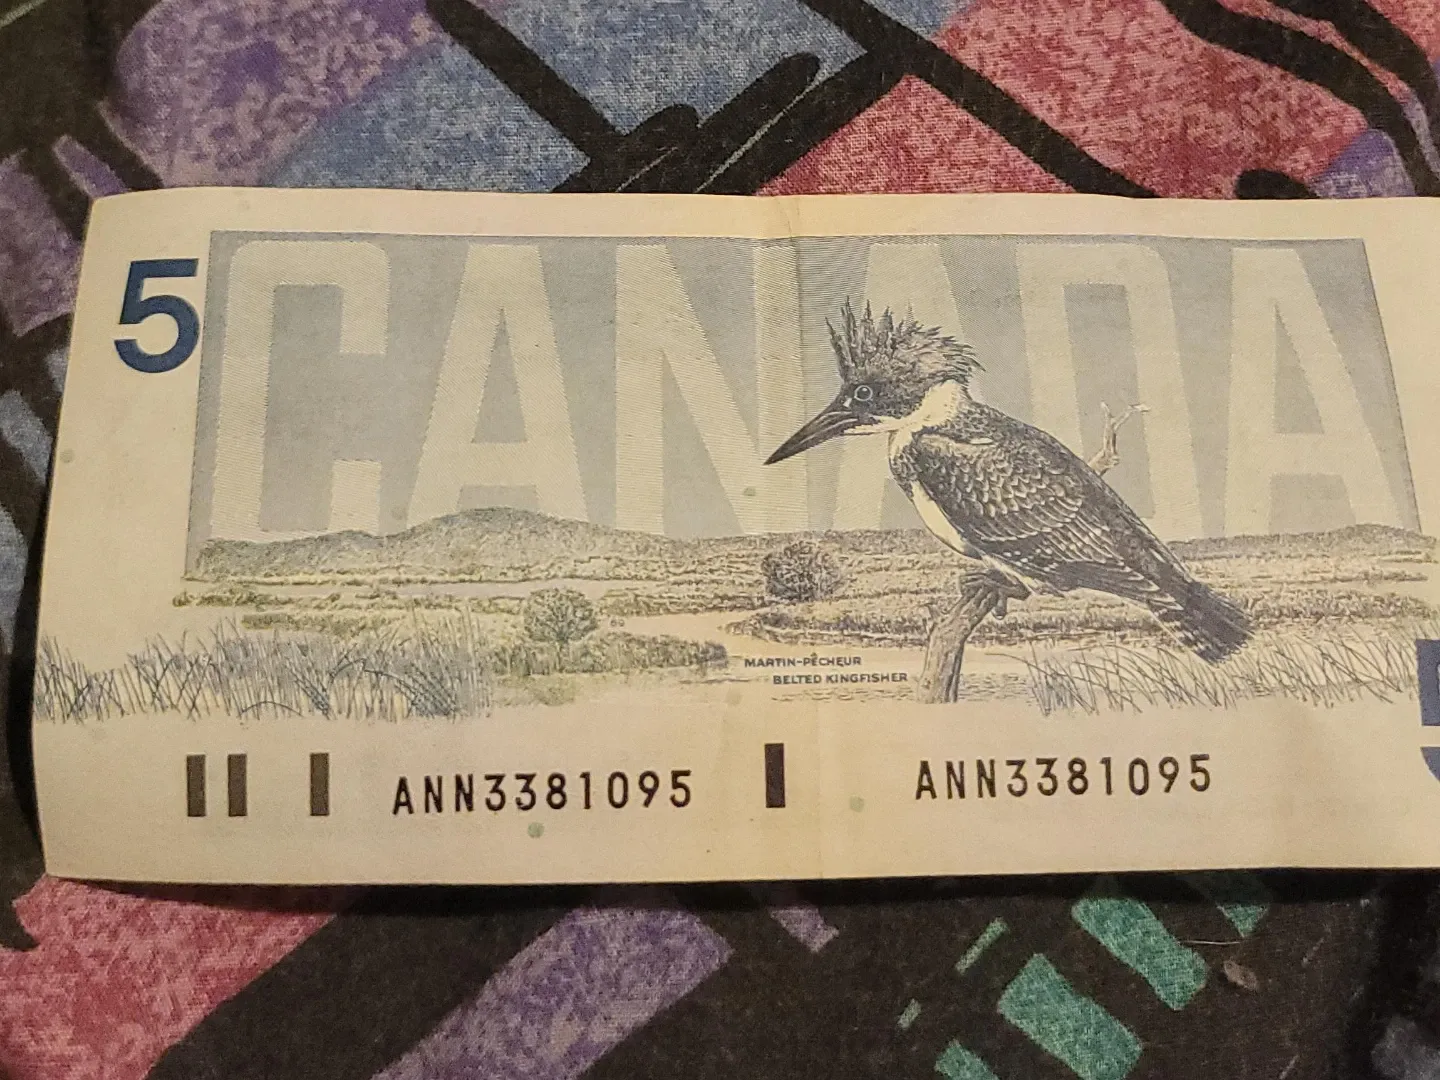 5
CANADA
MARTIN-PÊCHEUR
BELTED KINGFISHER
ANN3381095
ANN3381095